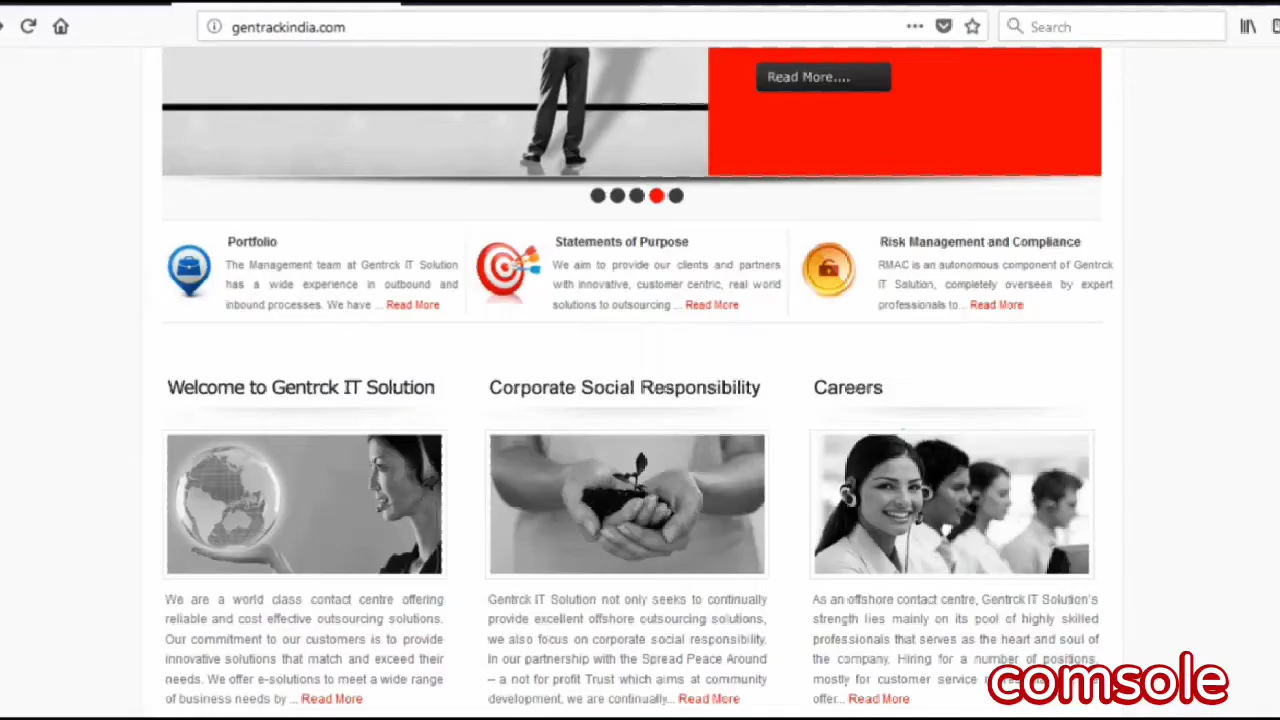 gentrackindia.com
Search
Read More....
Portfolio
The Management team at Gentrck IT Solution
has a wide experience in outbound and
inbound processes. We have ... Read More
Statements of Purpose
We aim to provide our clients and partners
with innovative, customer centric, real world
solutions to outsourcing ... Read More
Risk Management and Compliance
RMAC is an autonomous component of Gentrck
IT Solution, completely overseen by expert
professionals to... Read More
Welcome to Gentrck IT Solution
We are a world class contact centre offering
reliable and cost effective outsourcing solutions.
Our commitment to our customers is to provide
innovative solutions that match and exceed their
needs. We offer e-solutions to meet a wide range
of business needs by ... Read More
Corporate Social Responsibility
Gentrck IT Solution not only seeks to continually
provide excellent offshore outsourcing solutions,
we also focus on corporate social responsibility.
In our partnership with the Spread Peace Around
– a not for profit Trust which aims at community
development, we are continually... Read More
Careers
As an offshore contact centre, Gentrck IT Solution's
strength lies mainly on its pool of highly skilled
professionals that serves as the heart and soul of
the company. Hiring for a number of positions,
mostly for customer service
offer... Read More
comsole